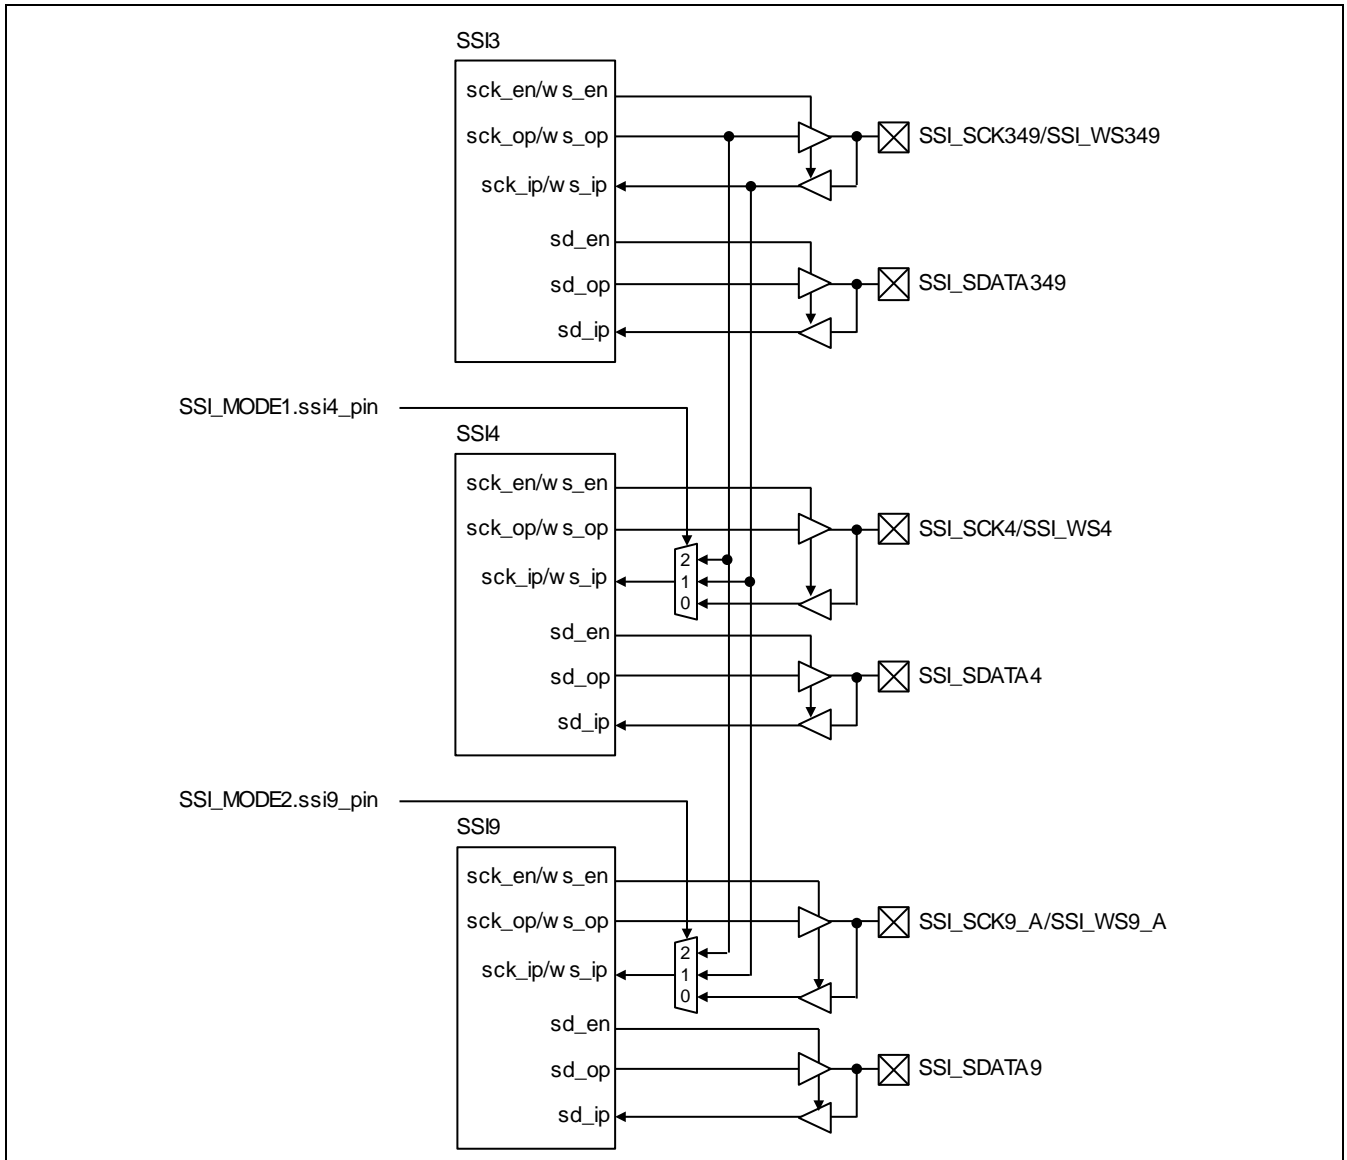 SSI3
sck_en/ws_en
sck_op/ws_op
SSI_SCK349/SSI_WS349
sck_ip/ws_ip
sd_en
sd_op
SSI_SDATA349
sd_ip
SSI_MODE1.ssi4_pin
SSI4
sck_en/ws_en
sck_op/ws_op
SSI_SCK4/SSI_WS4
2
sck_ip/ws_ip
1
0
sd_en
sd_op
SSI_SDATA4
sd_ip
SSI_MODE2.ssi9_pin
SSI9
sck_en/ws_en
sck_op/ws_op
SSI_SCK9_A/SSI_WS9_A
2
sck_ip/ws_ip
1
0
sd_en
sd_op
SSI_SDATA9
sd_ip